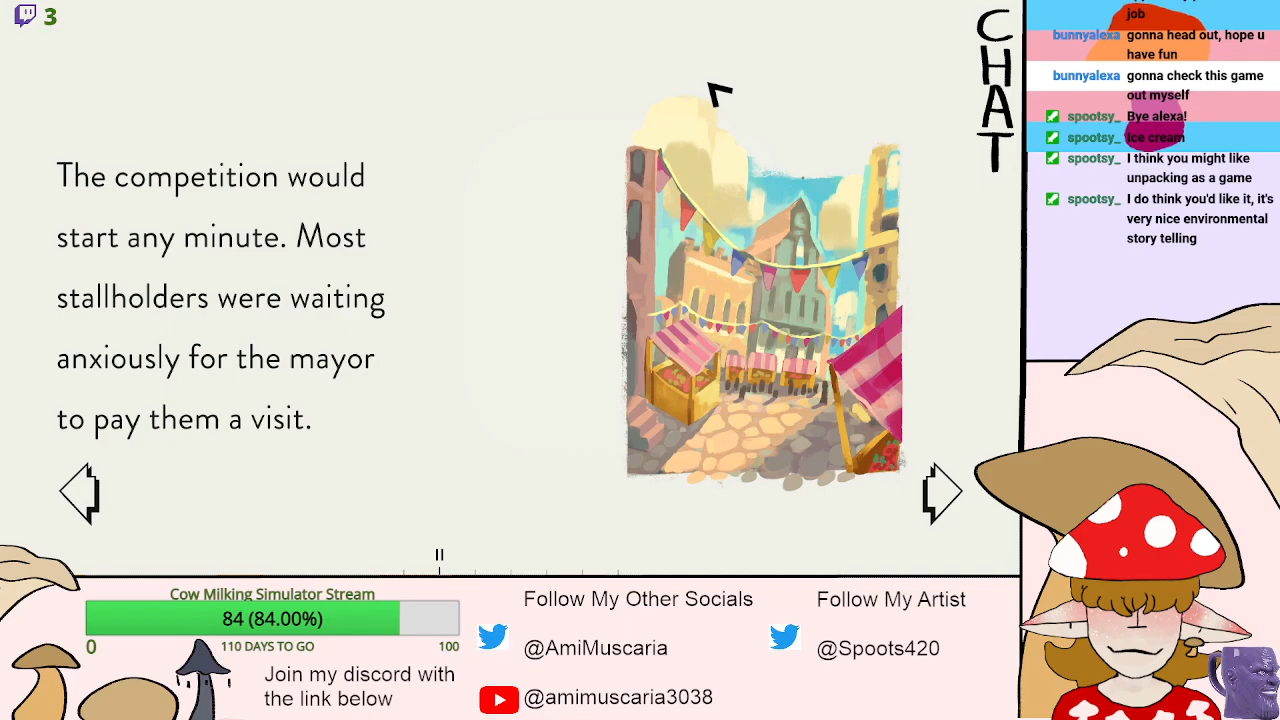 3
The competition would
start any minute. Most
stallholders were waiting
anxiously for the mayor
to pay them a visit.
II
CHAT
job
bunnyalexa gonna head out, hope u
have fun
bunnyalexa gonna check this game
out myself
spootsy_ Bye alexa!
spootsy_ Ice cream
spootsy_ I think you might like
unpacking as a game
spootsy_ I do think you'd like it, it's
very nice environmental
story telling
Cow Milking Simulator Stream
84 (84.00%)
0 110 DAYS TO GO 100
Join my discord with
the link below
Follow My Other Socials
@AmiMuscaria
@amimuscaria3038
Follow My Artist
@Spoots420